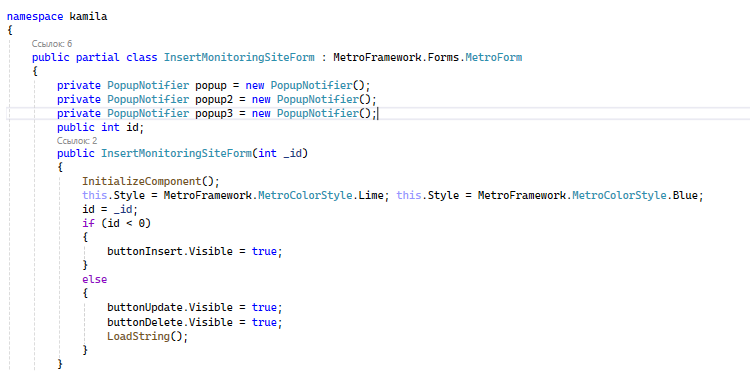 namespace kamila
{
Ссылок: 6
public partial class InsertMonitoringSiteForm : MetroFramework.Forms.MetroForm
{
private PopupNotifier popup = new PopupNotifier();
private PopupNotifier popup2 = new PopupNotifier();
private PopupNotifier popup3 = new PopupNotifier();
public int id;
Ссылок: 2
public InsertMonitoringSiteForm(int _id)
{
InitializeComponent();
this.Style = MetroFramework.MetroColorStyle.Lime; this.Style = MetroFramework.MetroColorStyle.Blue;
id = _id;
if (id < 0)
{
buttonInsert.Visible = true;
}
else
{
buttonUpdate.Visible = true;
buttonDelete.Visible = true;
LoadString();
}
}